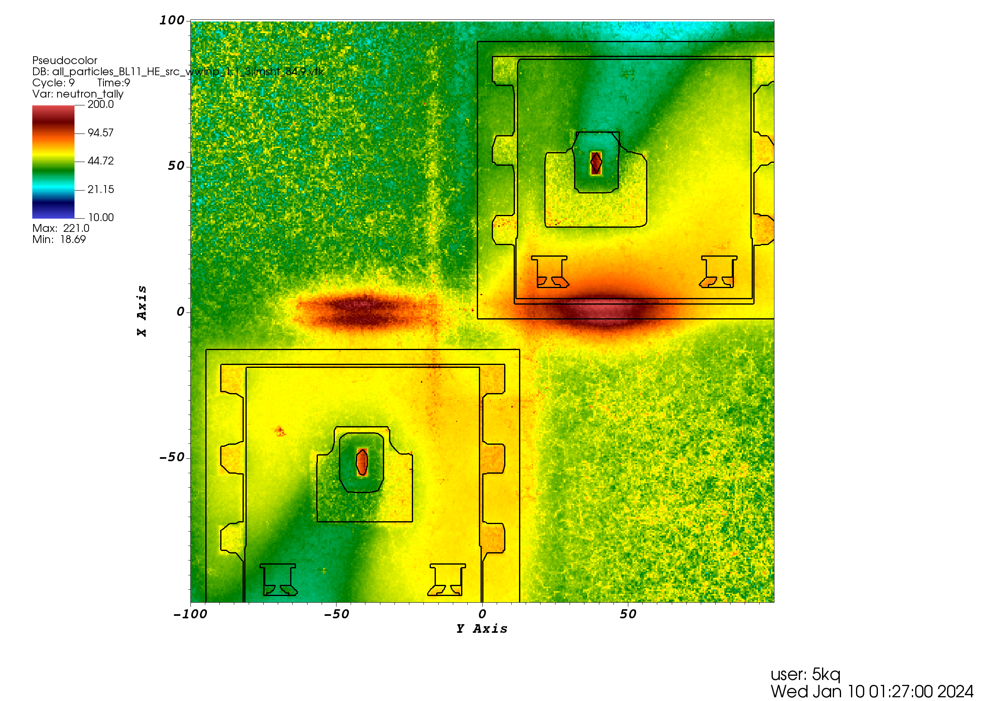 Pseudocolor
DB: all_particles_BL11_HE_src_wwinp_1.1_3.imsht_84.9.vtk
Cycle: 9 Time:9
Var: neutron_tally
200.0
94.57
44.72
21.15
10.00
Max: 221.0
Min: 18.69
100
50
0
-50
X Axis
-100
-50
0
50
Y Axis
user: 5kq
Wed Jan 10 01:27:00 2024